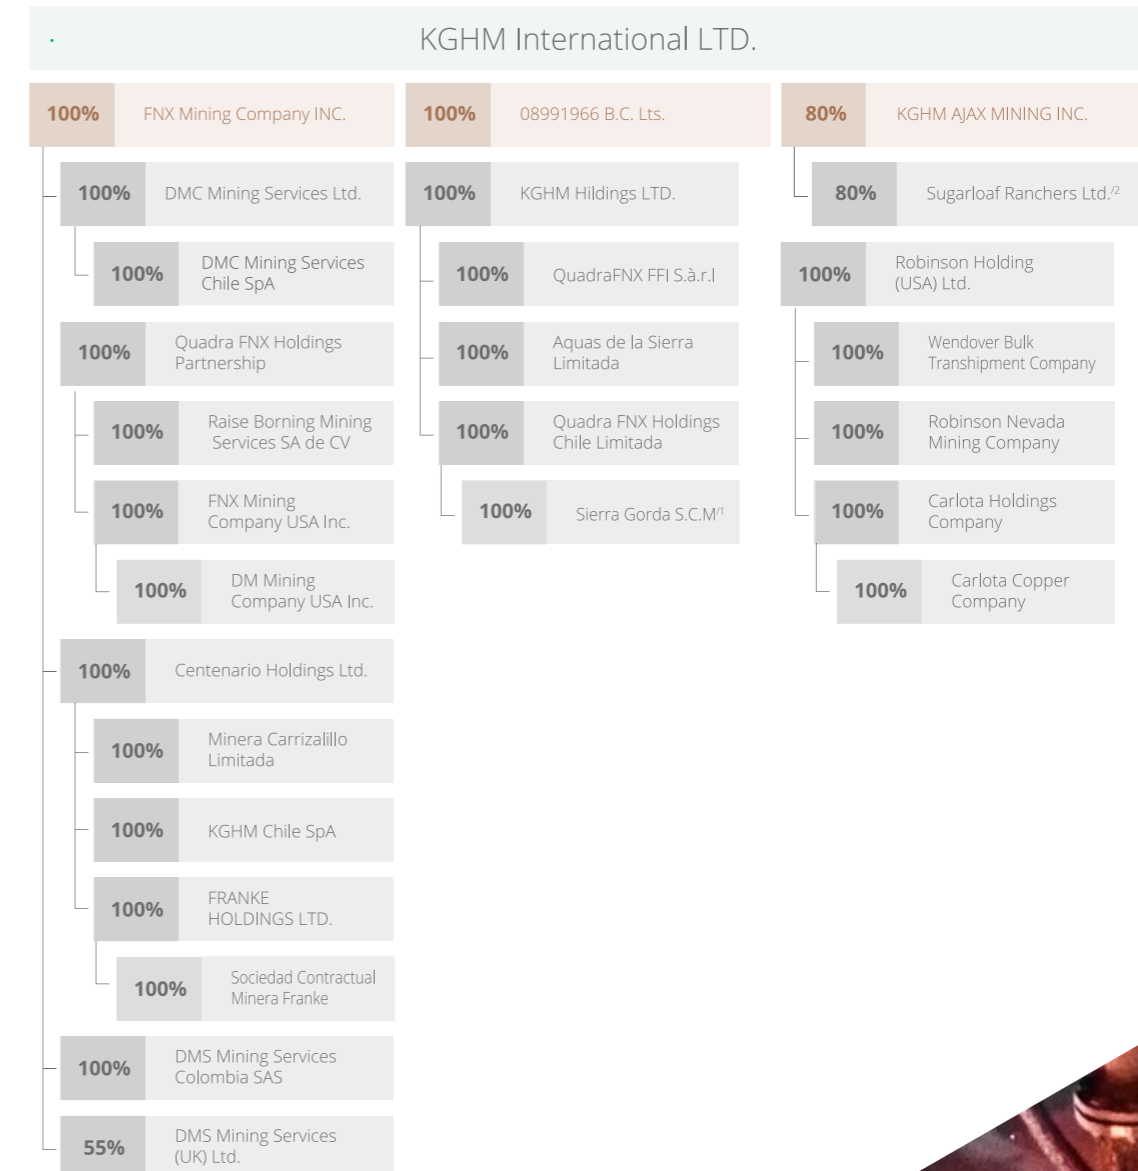 KGHM International LTD.
100% FNX Mining Company INC.
100% DMC Mining Services Ltd.
100% DMC Mining Services
Chile SpA
100% Quadra FNX Holdings
Partnership
100% Raise Borning Mining
Services SA de CV
100% FNX Mining
Company USA Inc.
100% DM Mining
Company USA Inc.
100% Centenario Holdings Ltd.
100% Minera Carrizalillo
Limitada
100% KGHM Chile SpA
100% FRANKE
HOLDINGS LTD.
100% Sociedad Contractual
Minera Franke
100% DMS Mining Services
Colombia SAS
55% DMS Mining Services
(UK) Ltd.
100% 08991966 B.C. Lts.
100% KGHM Hildings LTD.
100% QuadraFNX FFI S.à.r.l
100% Aquas de la Sierra
Limitada
100% Quadra FNX Holdings
Chile Limitada
100% Sierra Gorda S.C.M/1
80% KGHM AJAX MINING INC.
80% Sugarloaf Ranchers Ltd./2
100% Robinson Holding
(USA) Ltd.
100% Wendover Bulk
Transhipment Company
100% Robinson Nevada
Mining Company
100% Carlota Holdings
Company
100% Carlota Copper
Company